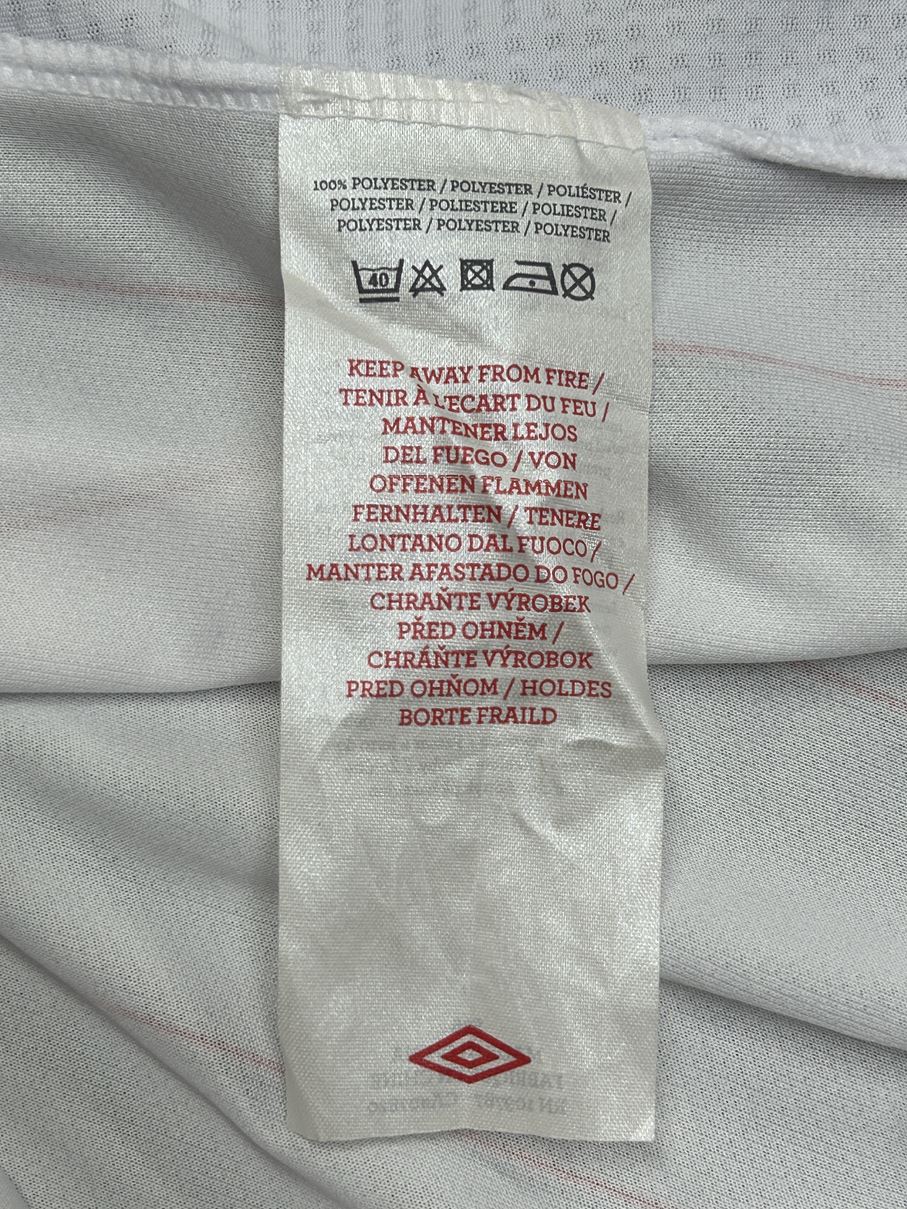 100% POLYESTER / POLYESTER / POLIÉSTER /
POLYESTER / POLIESTERE / POLIESTER /
POLYESTER / POLYESTER / POLYESTER
40
KEEP AWAY FROM FIRE /
TENIR À L'ECART DU FEU /
MANTENER LEJOS
DEL FUEGO / VON
OFFENEN FLAMMEN
FERNHALTEN / TENERE
LONTANO DAL FUOCO /
MANTER AFASTADO DO FOGO /
CHRAŇTE VÝROBEK
PŘED OHNĚM /
CHRÁŇTE VÝROBOK
PRED OHŇOM / HOLDES
BORTE FRAILD